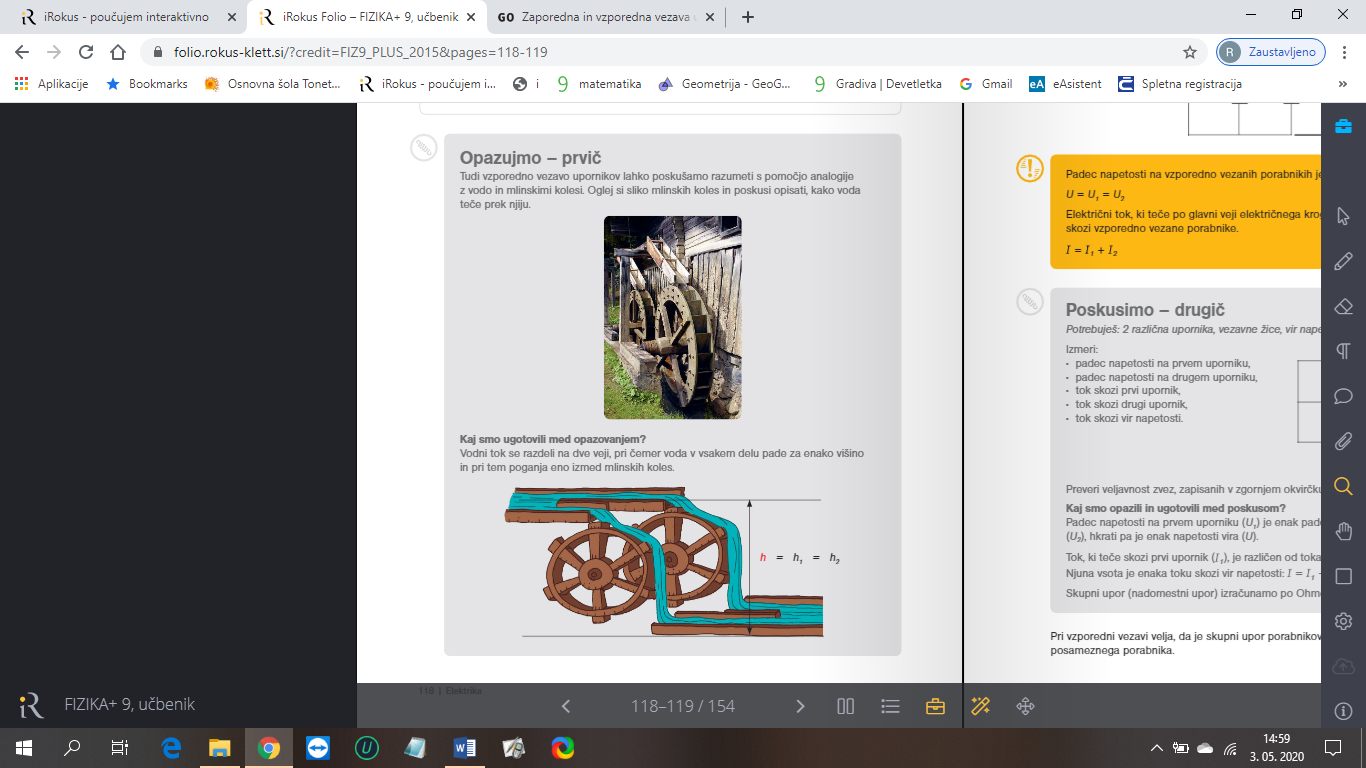 iRokus - poučujem interaktivno
iRokus Folio – FIZIKA+ 9, učbenik
GO Zaporedna in vzporedna vezava
folio.rokus-klett.si/?credit=FIZ9_PLUS_2015&pages=118-119
R Zaustavljeno
Aplikacije Bookmarks Osnovna šola Tonet... iRokus - poučujem i... i 9 matematika Geometrija - GeoG... 9 Gradiva | Devetletka Gmail eA eAsistent Spletna registracija »
Opazujmo – prvič
Tudi vzporedno vezavo upornikov lahko poskušamo razumeti s pomočjo analogije
z vodo in mlinskimi kolesi. Oglej si sliko mlinskih koles in poskusi opisati, kako voda
teče prek njiju.
Kaj smo ugotovili med opazovanjem?
Vodni tok se razdeli na dve veji, pri čemer voda v vsakem delu pade za enako višino
in pri tem poganja eno izmed mlinskih koles.
h = h₁ = h₂
118 | Elektrika
Padec napetosti na vzporedno vezanih porabnikih je
U = U₁ = U₂
Električni tok, ki teče po glavni veji električnega krog
skozi vzporedno vezane porabnike.
I = I₁ + I₂
Poskusimo – drugič
Potrebuješ: 2 različna upornika, vezavne žice, vir nape
Izmeri:
• padec napetosti na prvem uporniku,
• padec napetosti na drugem uporniku,
• tok skozi prvi upornik,
• tok skozi drugi upornik,
• tok skozi vir napetosti.
Preveri veljavnost zvez, zapisanih v zgornjem okvirčku
Kaj smo opazili in ugotovili med poskusom?
Padec napetosti na prvem uporniku (U₁) je enak pad
(U₂), hkrati pa je enak napetosti vira (U).
Tok, ki teče skozi prvi upornik (I₁), je različen od toka
Njuna vsota je enaka toku skozi vir napetosti: I = I₁ +
Skupni upor (nadomestni upor) izračunamo po Ohm
Pri vzporedni vezavi velja, da je skupni upor porabnikov
posameznega porabnika.
iR FIZIKA+ 9, učbenik
118–119 / 154
14:59
3. 05. 2020